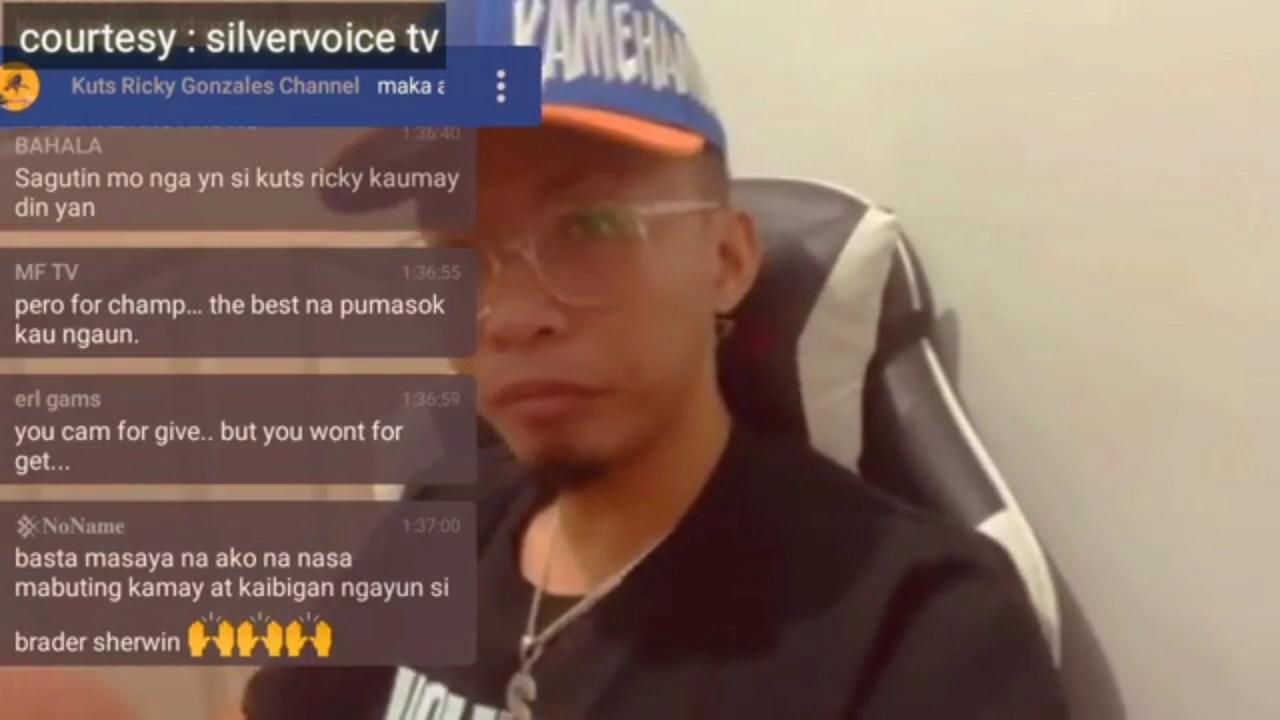 courtesy : silvervoice tv
Kuts Ricky Gonzales Channel maka a
KAMEHA
BAHALA 1:36:40
Sagutin mo nga yn si kuts ricky kaumay
din yan
MF TV 1:36:55
pero for champ... the best na pumasok
kau ngaun.
erl gams 1:36:59
you cam for give.. but you wont for
get...
NoName 1:37:00
basta masaya na ako na nasa
mabuting kamay at kaibigan ngayun si
brader sherwin 🙌🙌🙌